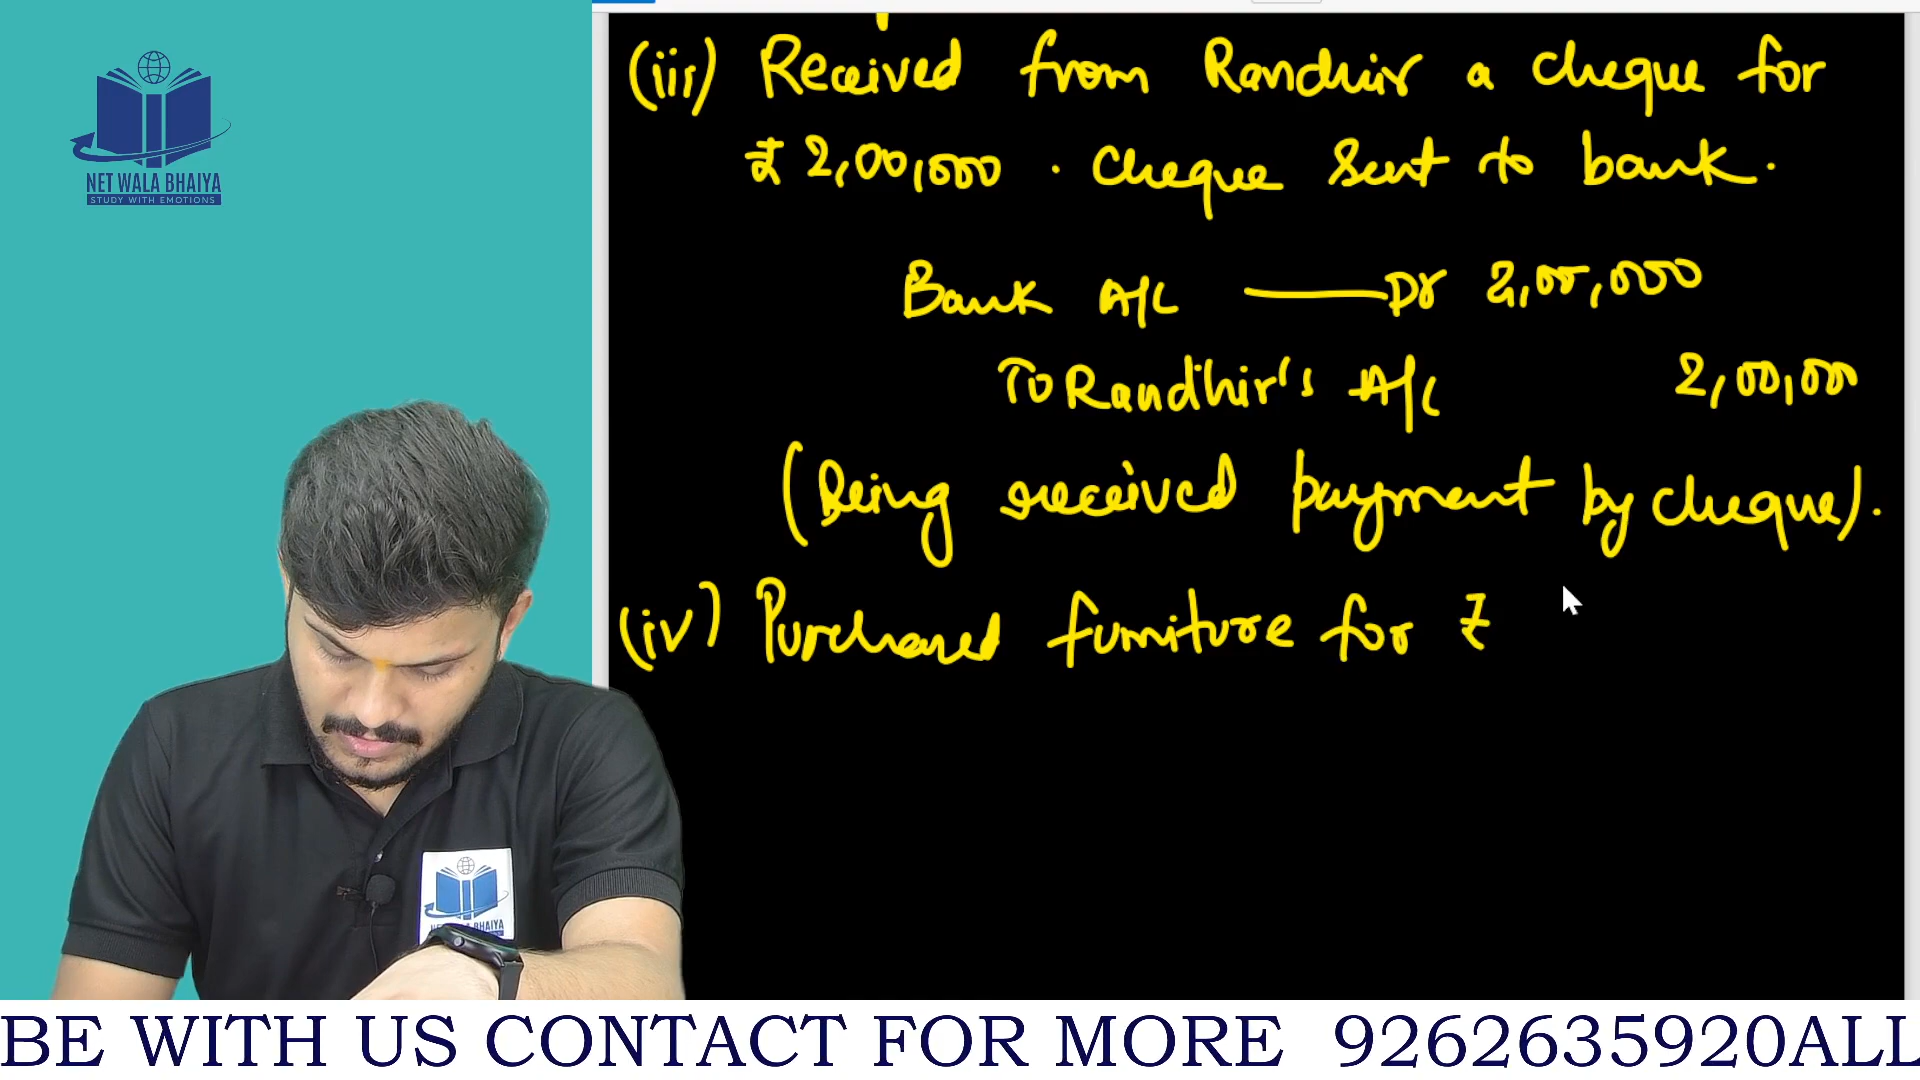 NET WALA BHAIYA
STUDY WITH EMOTIONS
(iii) Received from Randhir a cheque for
₹ 2,00,000 . Cheque sent to bank.
Bank A/c —— Dr 2,00,000
To Randhir's A/c 2,00,000
(Being received payment by cheque).
(iv) Purchased furniture for ₹
BHAIYA
BE WITH US CONTACT FOR MORE 9262635920ALL